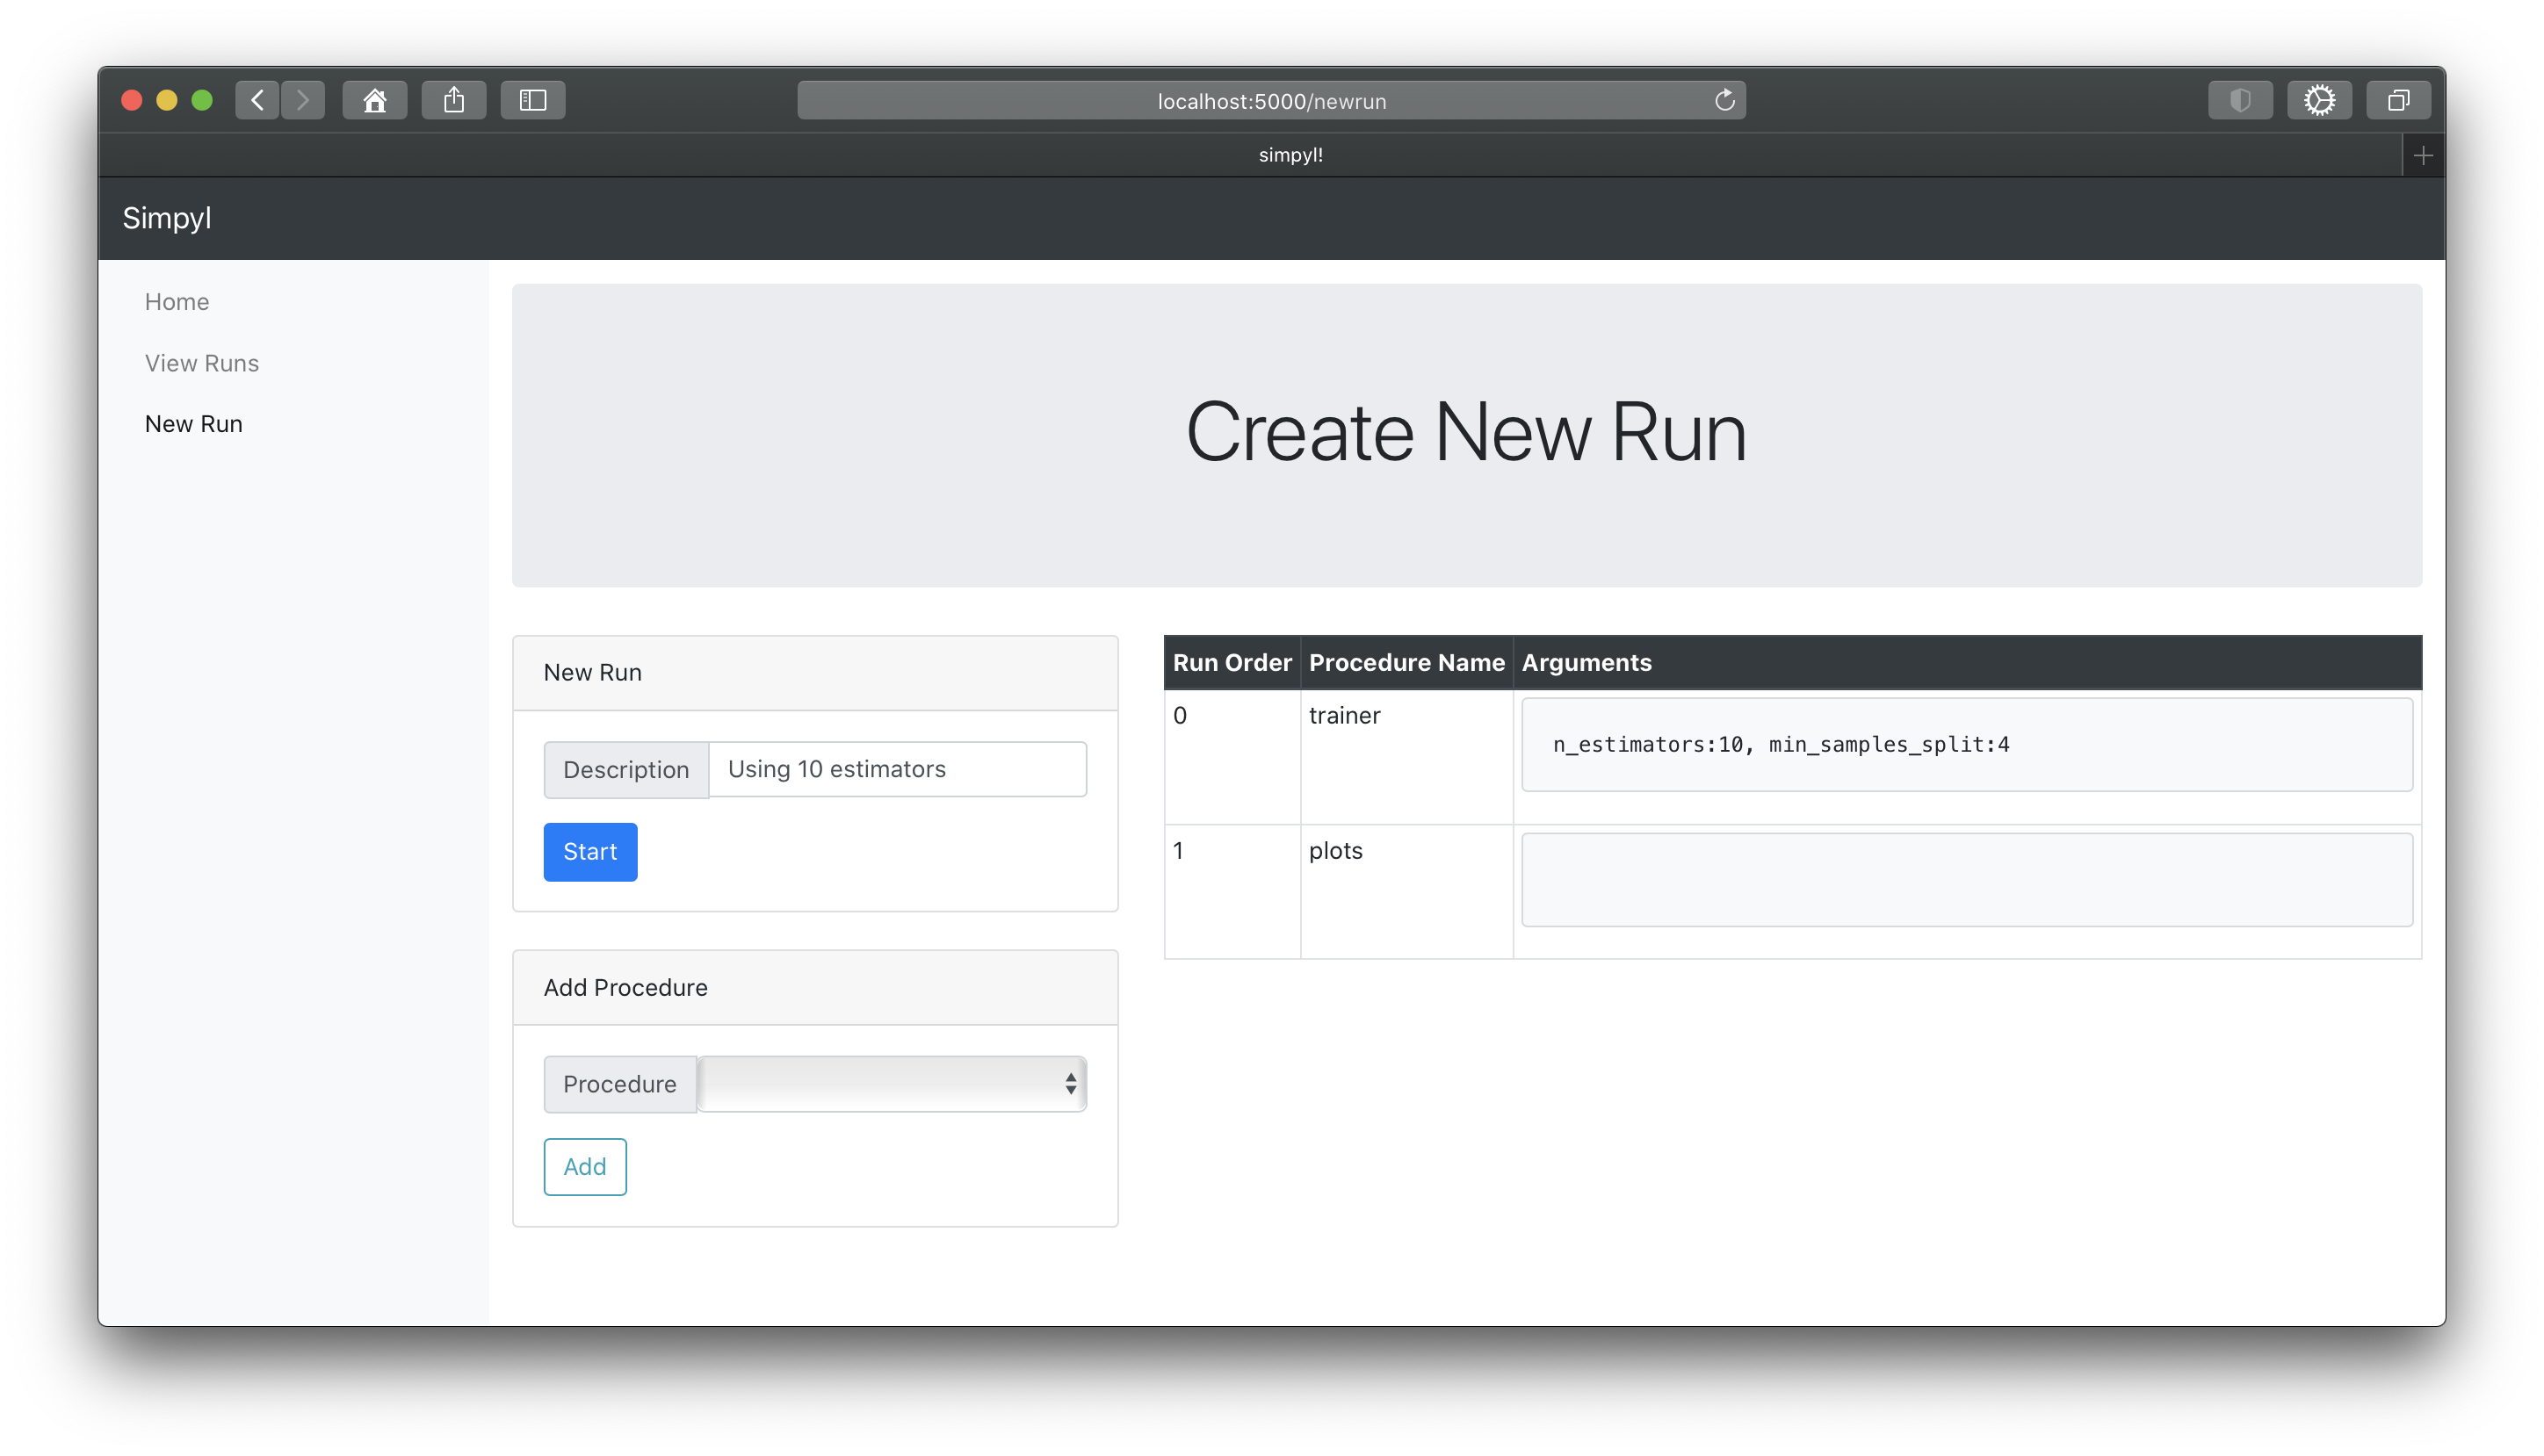 localhost:5000/newrun
simpyl!
Simpyl
Home
View Runs
New Run
Create New Run
New Run
Description Using 10 estimators
Start
Add Procedure
Procedure
Add
Run Order Procedure Name Arguments
0 trainer n_estimators:10, min_samples_split:4
1 plots